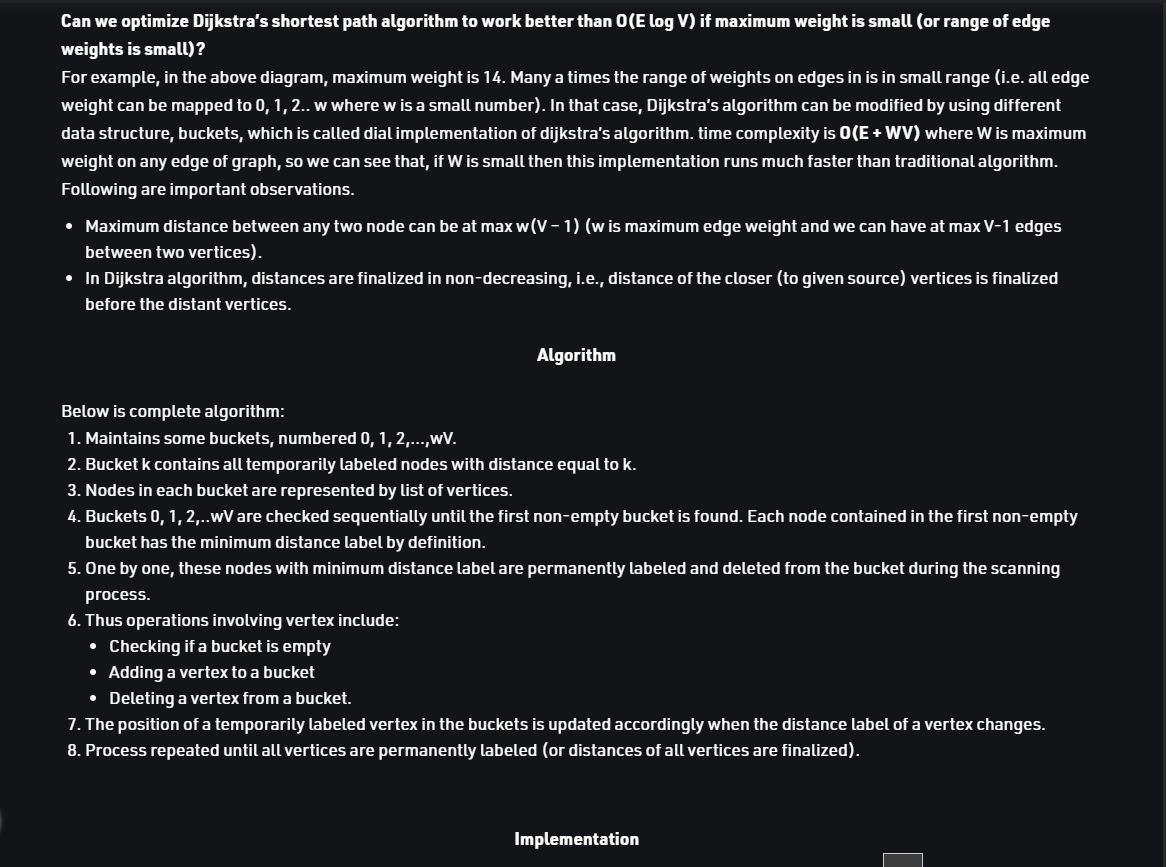 Can we optimize Dijkstra's shortest path algorithm to work better than O(E log V) if maximum weight is small (or range of edge
weights is small)?
For example, in the above diagram, maximum weight is 14. Many a times the range of weights on edges in is in small range (i.e. all edge
weight can be mapped to 0, 1, 2.. w where w is a small number). In that case, Dijkstra's algorithm can be modified by using different
data structure, buckets, which is called dial implementation of dijkstra's algorithm. time complexity is O(E + WV) where W is maximum
weight on any edge of graph, so we can see that, if W is small then this implementation runs much faster than traditional algorithm.
Following are important observations.
• Maximum distance between any two node can be at max w(V – 1) (w is maximum edge weight and we can have at max V-1 edges
between two vertices).
• In Dijkstra algorithm, distances are finalized in non-decreasing, i.e., distance of the closer (to given source) vertices is finalized
before the distant vertices.
Algorithm
Below is complete algorithm:
1. Maintains some buckets, numbered 0, 1, 2,...,wV.
2. Bucket k contains all temporarily labeled nodes with distance equal to k.
3. Nodes in each bucket are represented by list of vertices.
4. Buckets 0, 1, 2,..wV are checked sequentially until the first non-empty bucket is found. Each node contained in the first non-empty
bucket has the minimum distance label by definition.
5. One by one, these nodes with minimum distance label are permanently labeled and deleted from the bucket during the scanning
process.
6. Thus operations involving vertex include:
• Checking if a bucket is empty
• Adding a vertex to a bucket
• Deleting a vertex from a bucket.
7. The position of a temporarily labeled vertex in the buckets is updated accordingly when the distance label of a vertex changes.
8. Process repeated until all vertices are permanently labeled (or distances of all vertices are finalized).
Implementation